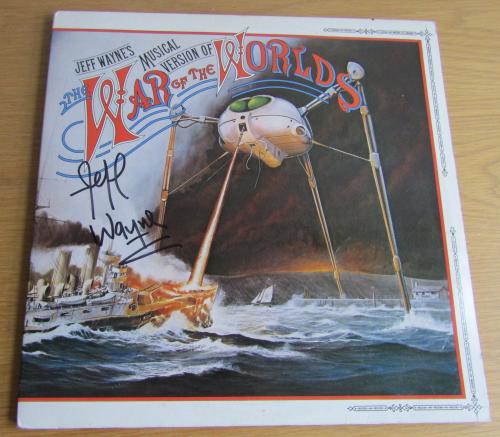 JEFF WAYNE'S
MUSICAL
VERSION OF
THE
WAR OF THE WORLDS
Jeff
Wayne